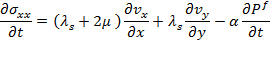 ∂σ_xx/∂t = (λ_s + 2μ) ∂v_x/∂x + λ_s ∂v_y/∂y − α ∂P^f/∂t